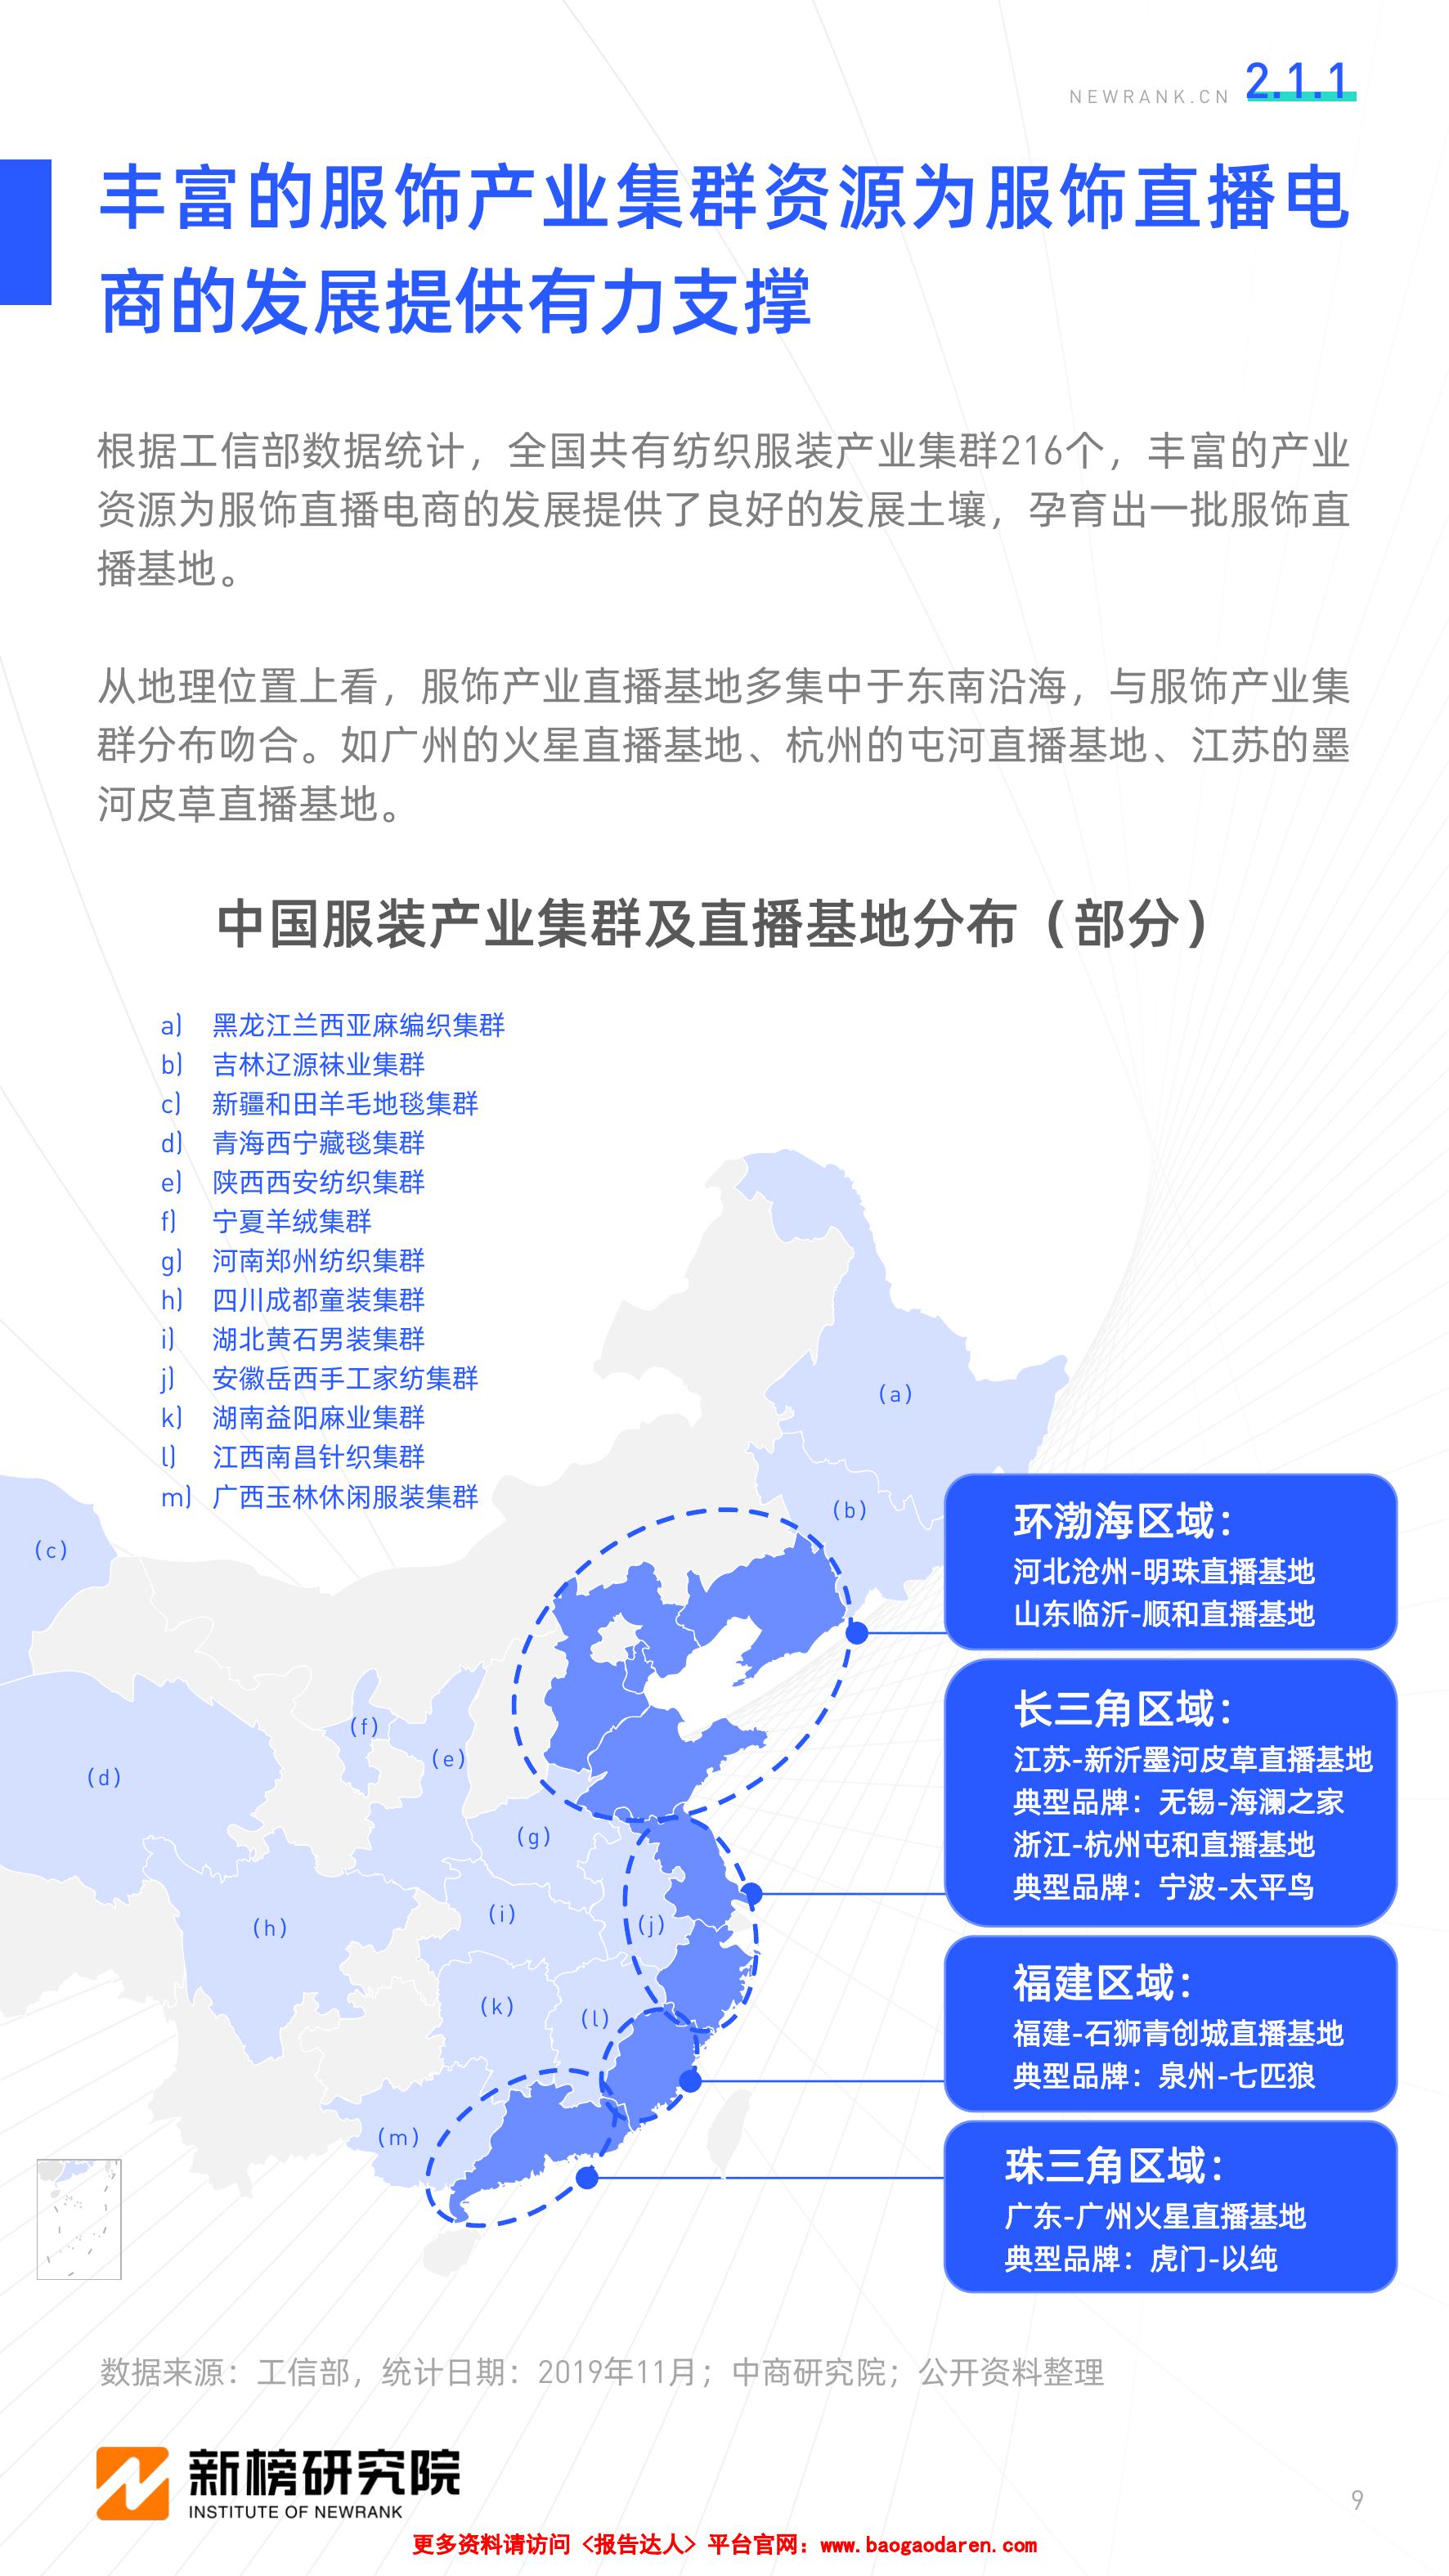 NEWRANK.CN 2.1.1
丰富的服饰产业集群资源为服饰直播电
商的发展提供有力支撑
根据工信部数据统计，全国共有纺织服装产业集群216个，丰富的产业
资源为服饰直播电商的发展提供了良好的发展土壤，孕育出一批服饰直
播基地。
从地理位置上看，服饰产业直播基地多集中于东南沿海，与服饰产业集
群分布吻合。如广州的火星直播基地、杭州的屯河直播基地、江苏的墨
河皮草直播基地。
中国服装产业集群及直播基地分布（部分）
a) 黑龙江兰西亚麻编织集群
b) 吉林辽源袜业集群
c) 新疆和田羊毛地毯集群
d) 青海西宁藏毯集群
e) 陕西西安纺织集群
f) 宁夏羊绒集群
g) 河南郑州纺织集群
h) 四川成都童装集群
i) 湖北黄石男装集群
j) 安徽岳西手工家纺集群
k) 湖南益阳麻业集群
l) 江西南昌针织集群
m) 广西玉林休闲服装集群
(a)
(b)
(c)
(f)
(e)
(d)
(g)
(i)
(j)
(h)
(k)
(l)
(m)
环渤海区域：
河北沧州-明珠直播基地
山东临沂-顺和直播基地
长三角区域：
江苏-新沂墨河皮草直播基地
典型品牌：无锡-海澜之家
浙江-杭州屯和直播基地
典型品牌：宁波-太平鸟
福建区域：
福建-石狮青创城直播基地
典型品牌：泉州-七匹狼
珠三角区域：
广东-广州火星直播基地
典型品牌：虎门-以纯
数据来源：工信部，统计日期：2019年11月；中商研究院；公开资料整理
新榜研究院
INSTITUTE OF NEWRANK
9
更多资料请访问《报告达人》平台官网：www.baogaodaren.com